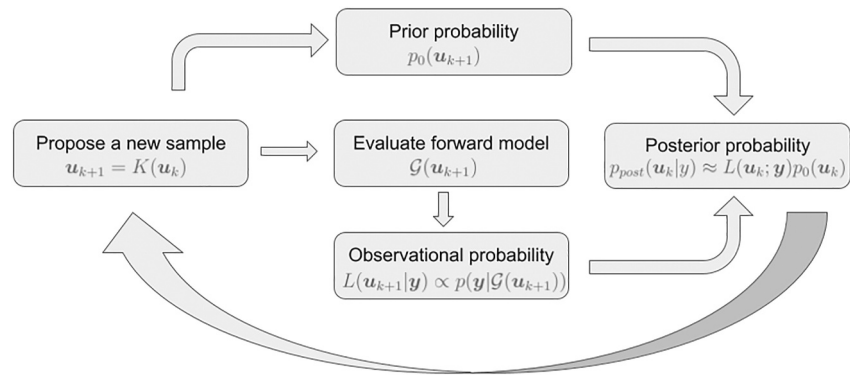 Prior probability
p₀(𝒖ₖ₊₁)
Propose a new sample
𝒖ₖ₊₁ = K(𝒖ₖ)
Evaluate forward model
𝒢(𝒖ₖ₊₁)
Posterior probability
pₚₒₛₜ(𝒖ₖ|y) ≈ L(𝒖ₖ; 𝒚)p₀(𝒖ₖ)
Observational probability
L(𝒖ₖ₊₁|𝒚) ∝ p(𝒚|𝒢(𝒖ₖ₊₁))